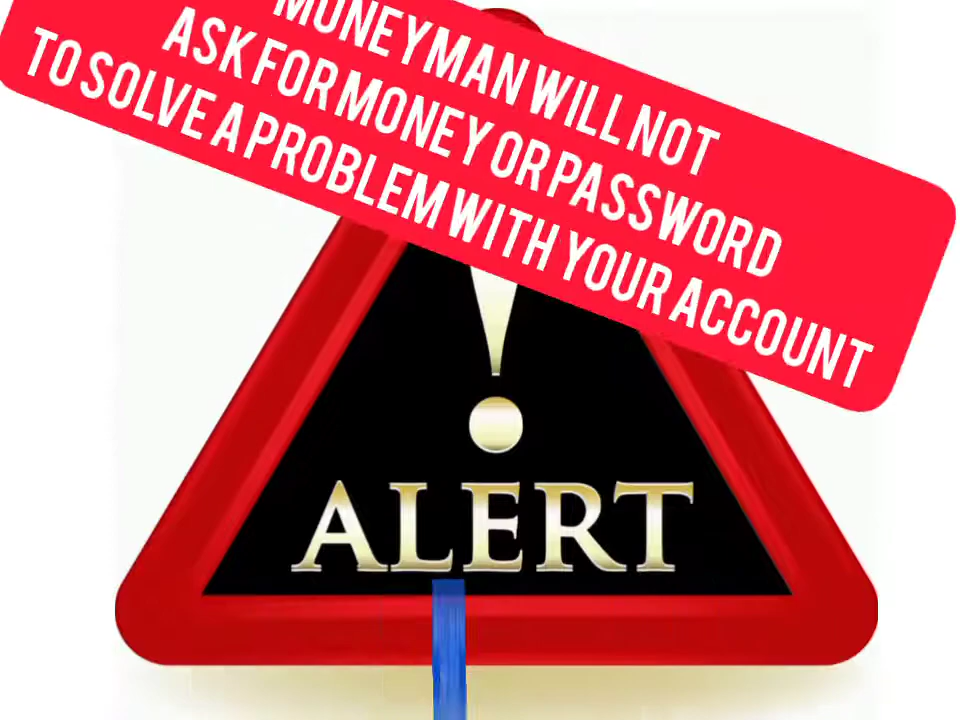 MONEYMAN WILL NOT
ASK FOR MONEY OR PASSWORD
TO SOLVE A PROBLEM WITH YOUR ACCOUNT
!
ALERT